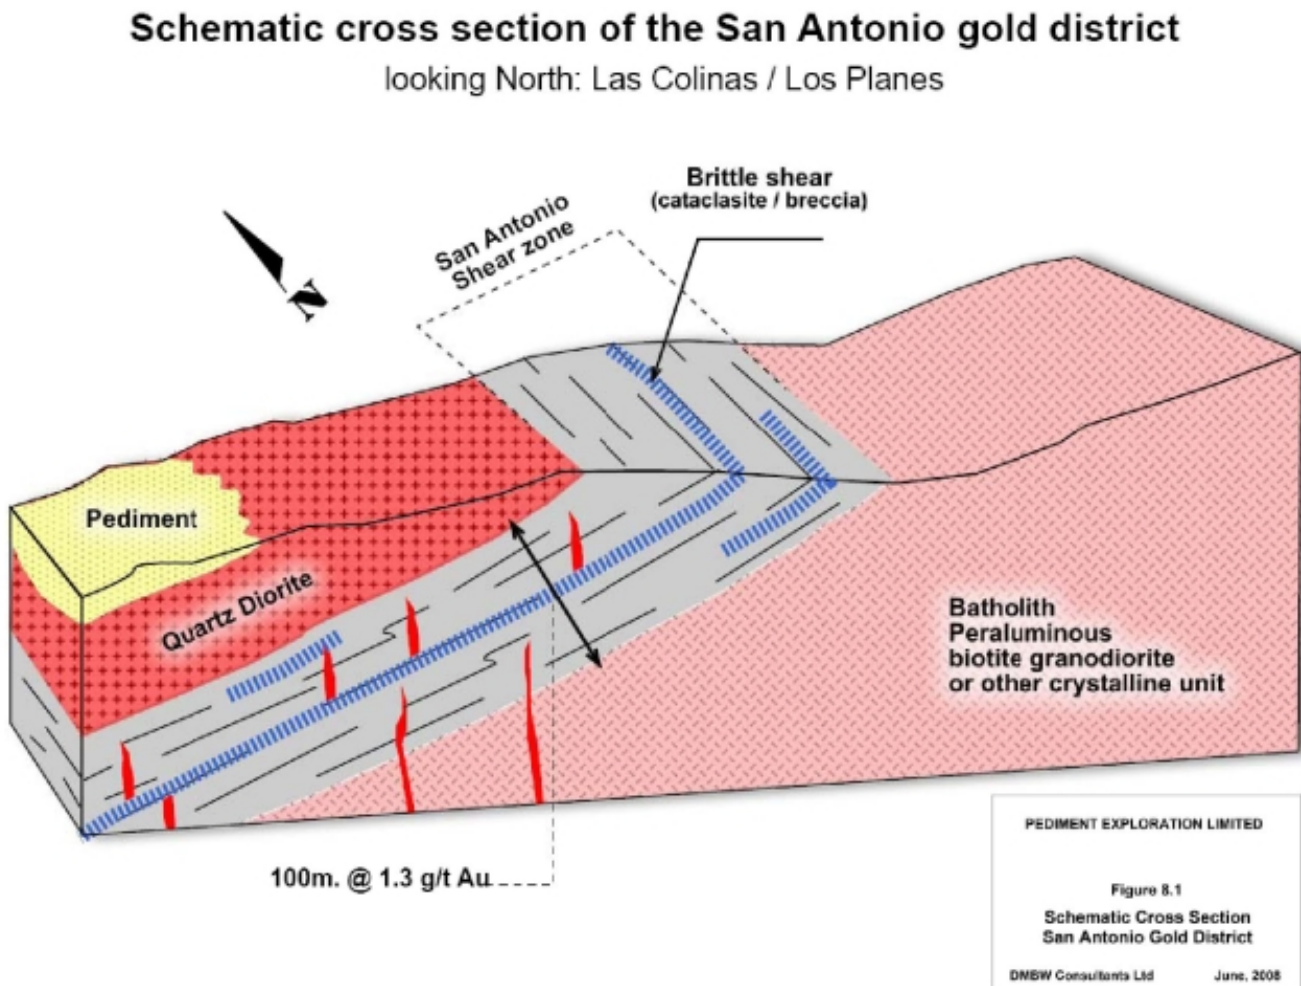 Schematic cross section of the San Antonio gold district
looking North: Las Colinas / Los Planes
Brittle shear
(cataclasite / breccia)
San Antonio
Shear zone
N
Pediment
Quartz Diorite
Batholith
Peraluminous
biotite granodiorite
or other crystalline unit
100m. @ 1.3 g/t Au
PEDIMENT EXPLORATION LIMITED
Figure 8.1
Schematic Cross Section
San Antonio Gold District
DMBW Consultants Ltd June, 2008